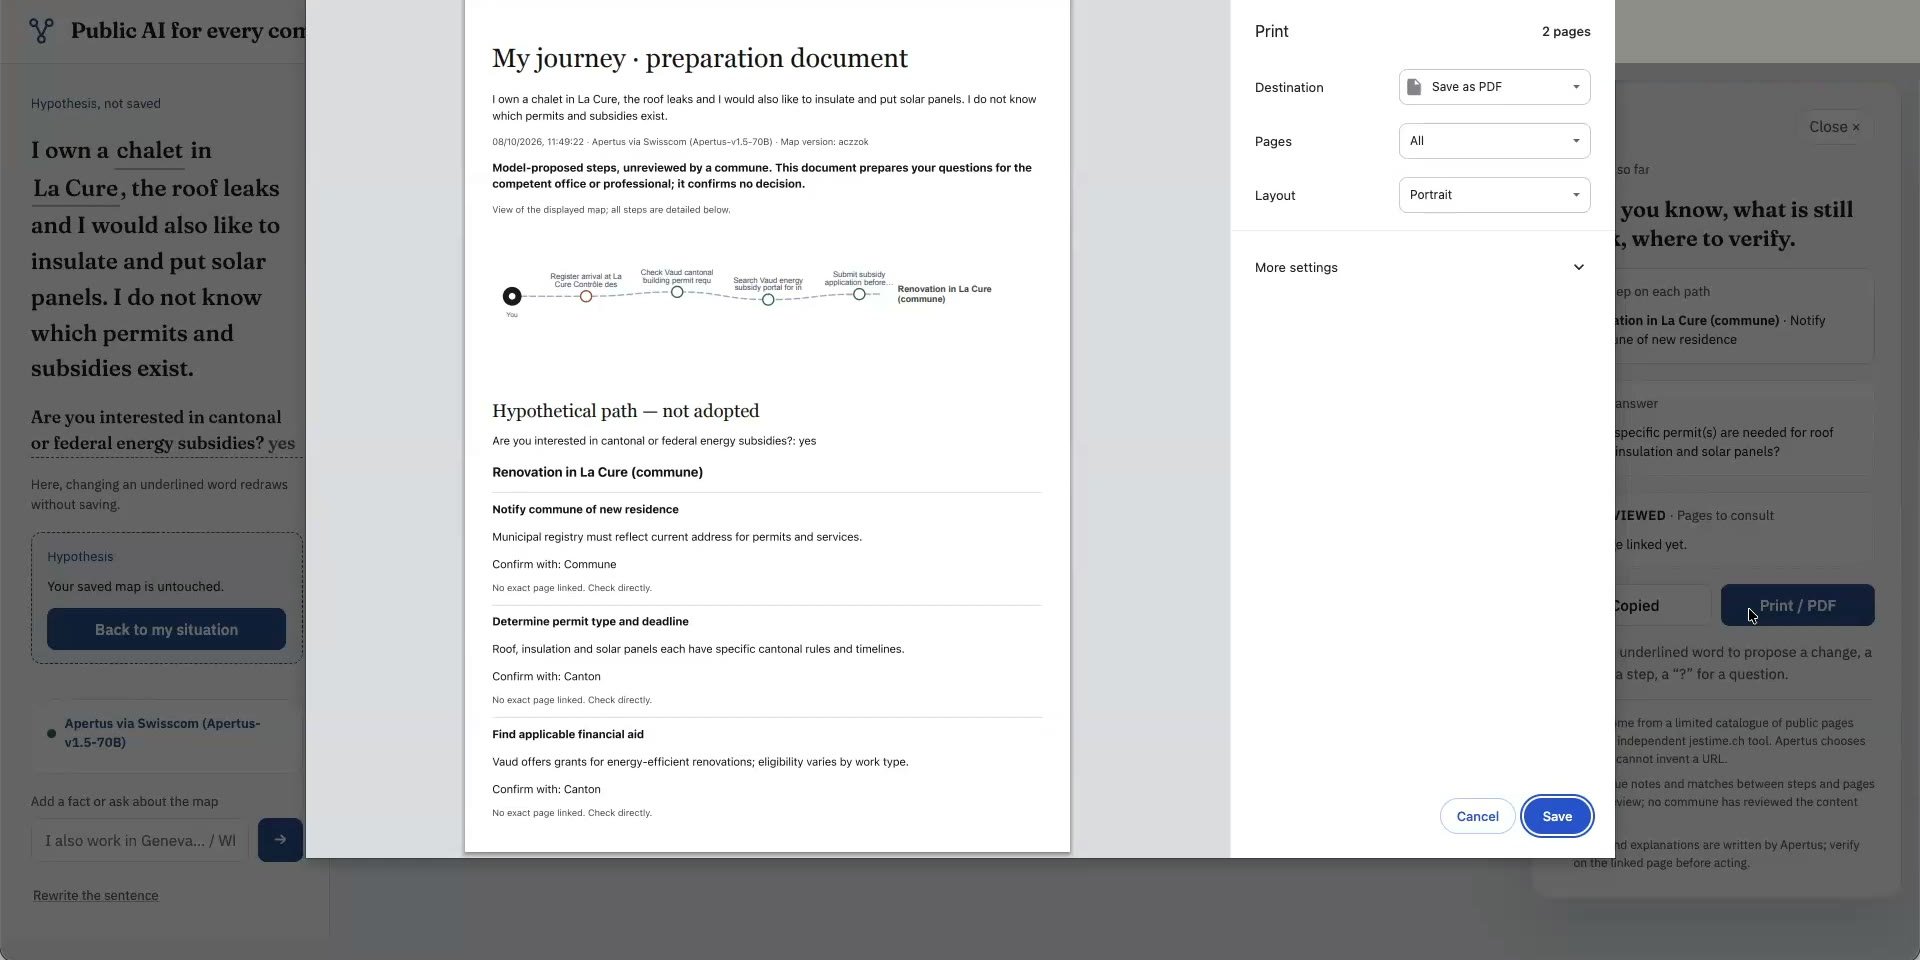 Public AI for every com
Hypothesis, not saved
I own a chalet in
La Cure, the roof leaks
and I would also like to
insulate and put solar
panels. I do not know
which permits and
subsidies exist.
Are you interested in cantonal
or federal energy subsidies? yes
Here, changing an underlined word redraws
without saving.
Hypothesis
Your saved map is untouched.
Back to my situation
Apertus via Swisscom (Apertus-
v1.5-70B)
Add a fact or ask about the map
I also work in Geneva... / Wl
→
Rewrite the sentence
My journey · preparation document
I own a chalet in La Cure, the roof leaks and I would also like to insulate and put solar panels. I do not know
which permits and subsidies exist.
08/10/2026, 11:49:22 · Apertus via Swisscom (Apertus-v1.5-70B) · Map version: aczzok
Model-proposed steps, unreviewed by a commune. This document prepares your questions for the
competent office or professional; it confirms no decision.
View of the displayed map; all steps are detailed below.
You
Register arrival at La
Cure Contrôle des
Check Vaud cantonal
building permit requ
Search Vaud energy
subsidy portal for in
Submit subsidy
application before...
Renovation in La Cure
(commune)
Hypothetical path — not adopted
Are you interested in cantonal or federal energy subsidies?: yes
Renovation in La Cure (commune)
Notify commune of new residence
Municipal registry must reflect current address for permits and services.
Confirm with: Commune
No exact page linked. Check directly.
Determine permit type and deadline
Roof, insulation and solar panels each have specific cantonal rules and timelines.
Confirm with: Canton
No exact page linked. Check directly.
Find applicable financial aid
Vaud offers grants for energy-efficient renovations; eligibility varies by work type.
Confirm with: Canton
No exact page linked. Check directly.
Print
2 pages
Destination
Save as PDF
Pages
All
Layout
Portrait
More settings
Cancel
Save
Close ×
so far
you know, what is still
, where to verify.
ep on each path
ation in La Cure (commune) · Notify
ne of new residence
answer
specific permit(s) are needed for roof
insulation and solar panels?
VIEWED · Pages to consult
e linked yet.
Copied
Print / PDF
underlined word to propose a change, a
a step, a “?” for a question.
me from a limited catalogue of public pages
independent jestime.ch tool. Apertus chooses
cannot invent a URL.
ue notes and matches between steps and pages
view; no commune has reviewed the content
nd explanations are written by Apertus; verify
on the linked page before acting.